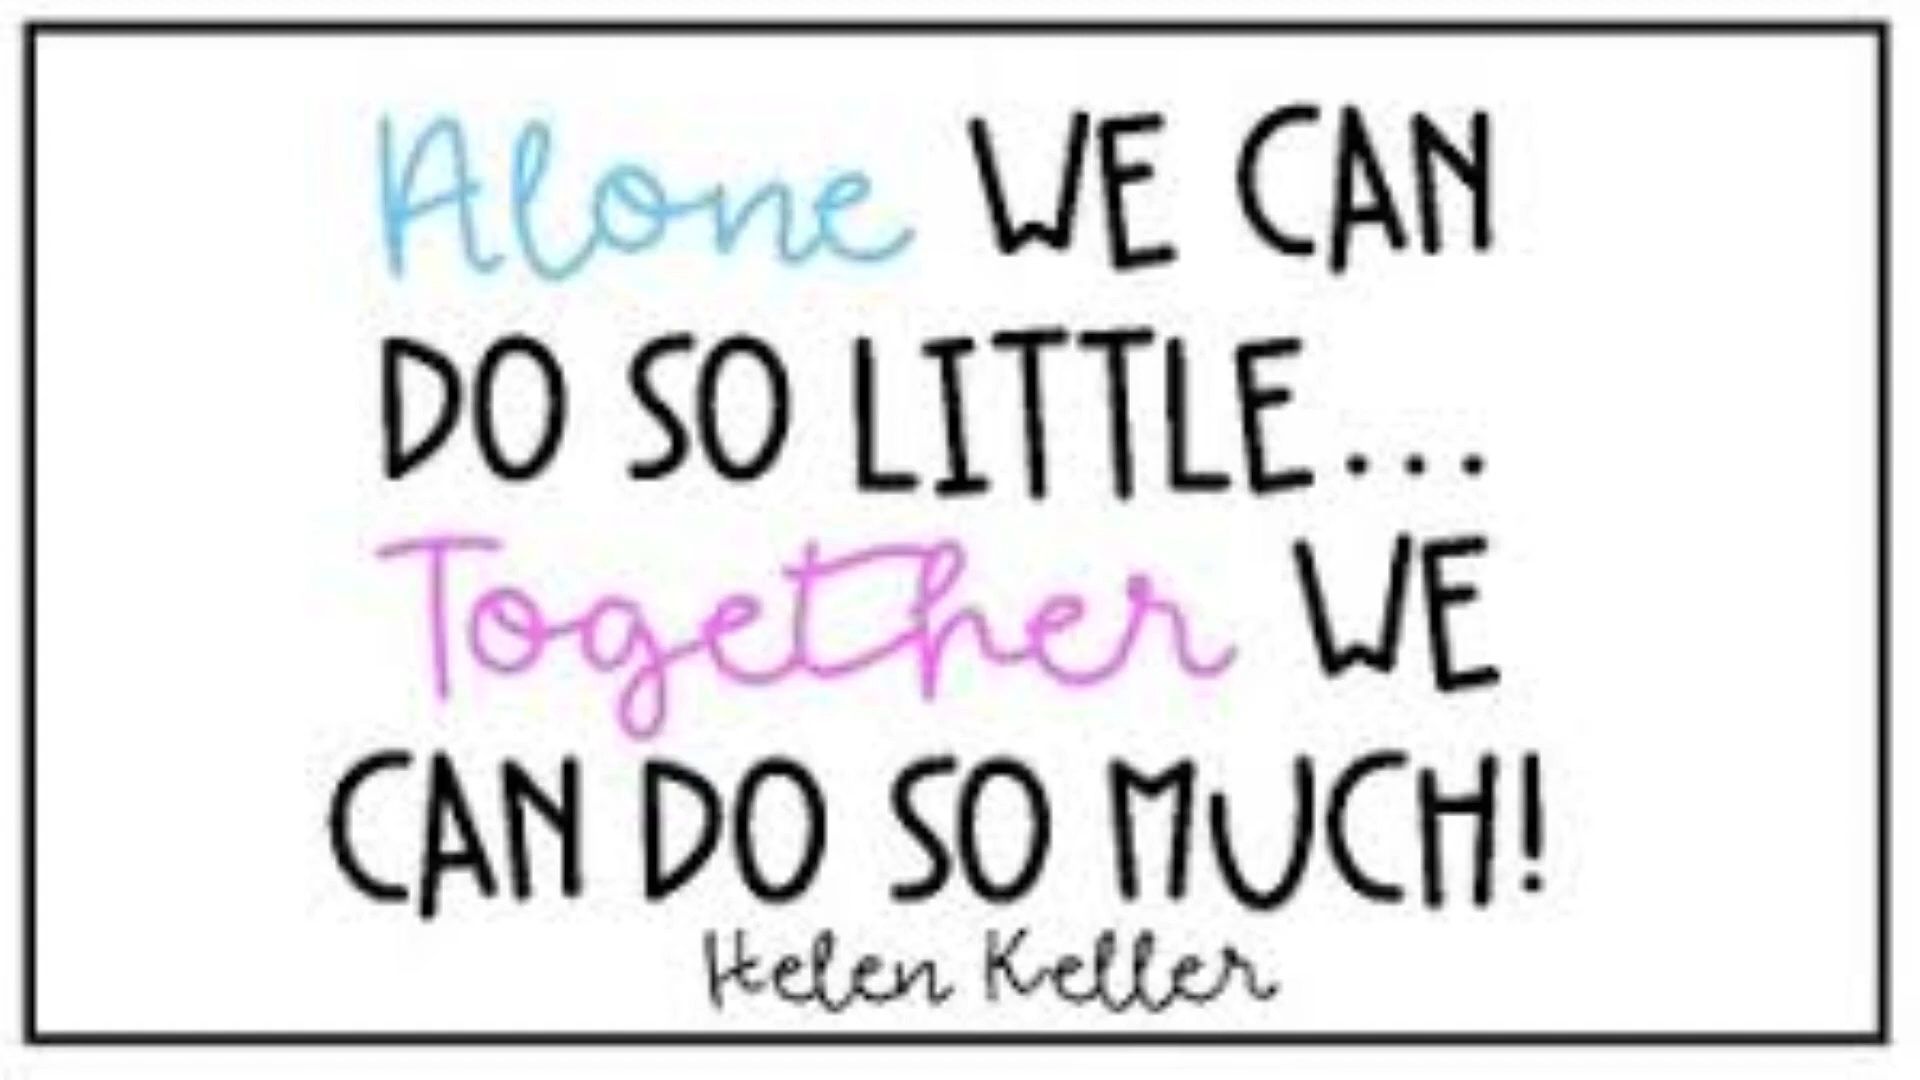 Alone WE CAN
DO SO LITTLE...
Together WE
CAN DO SO MUCH!
Helen Keller